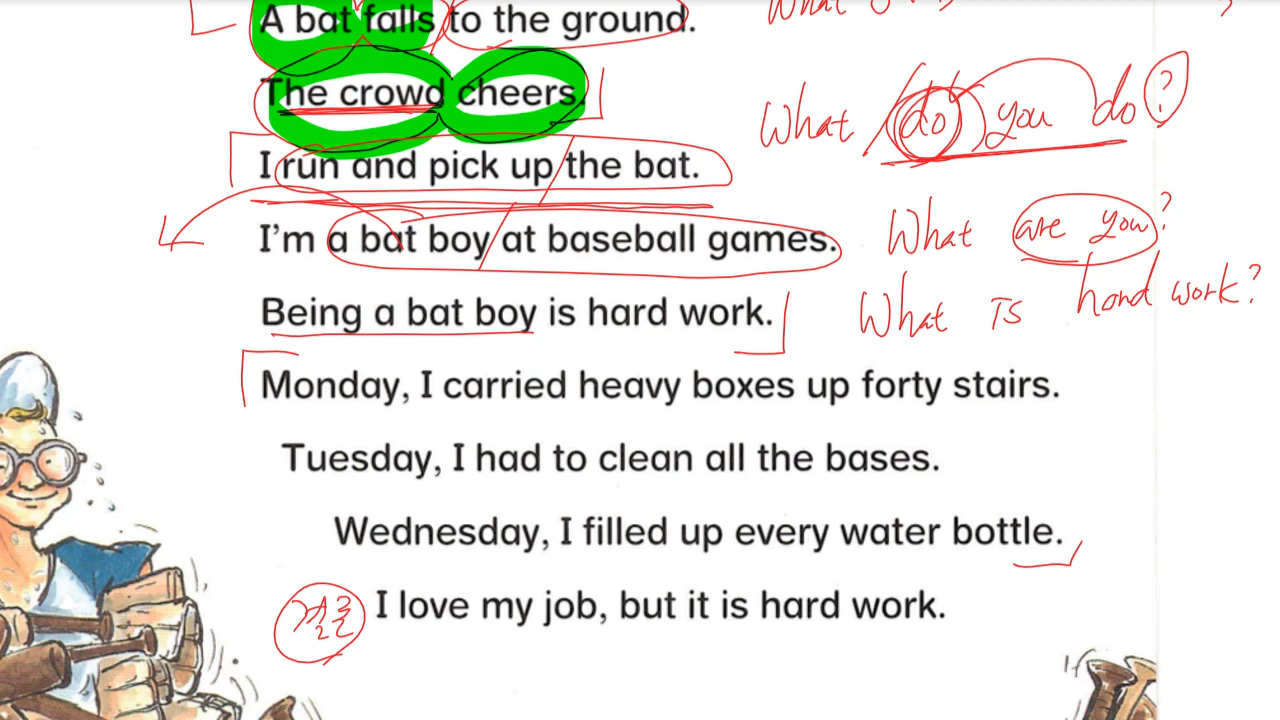 A bat falls to the ground.
What
The crowd cheers.
What do you do?
I run and pick up the bat.
I'm a bat boy at baseball games.
What are you?
Being a bat boy is hard work.
What is hard work?
Monday, I carried heavy boxes up forty stairs.
Tuesday, I had to clean all the bases.
Wednesday, I filled up every water bottle.
결론
I love my job, but it is hard work.